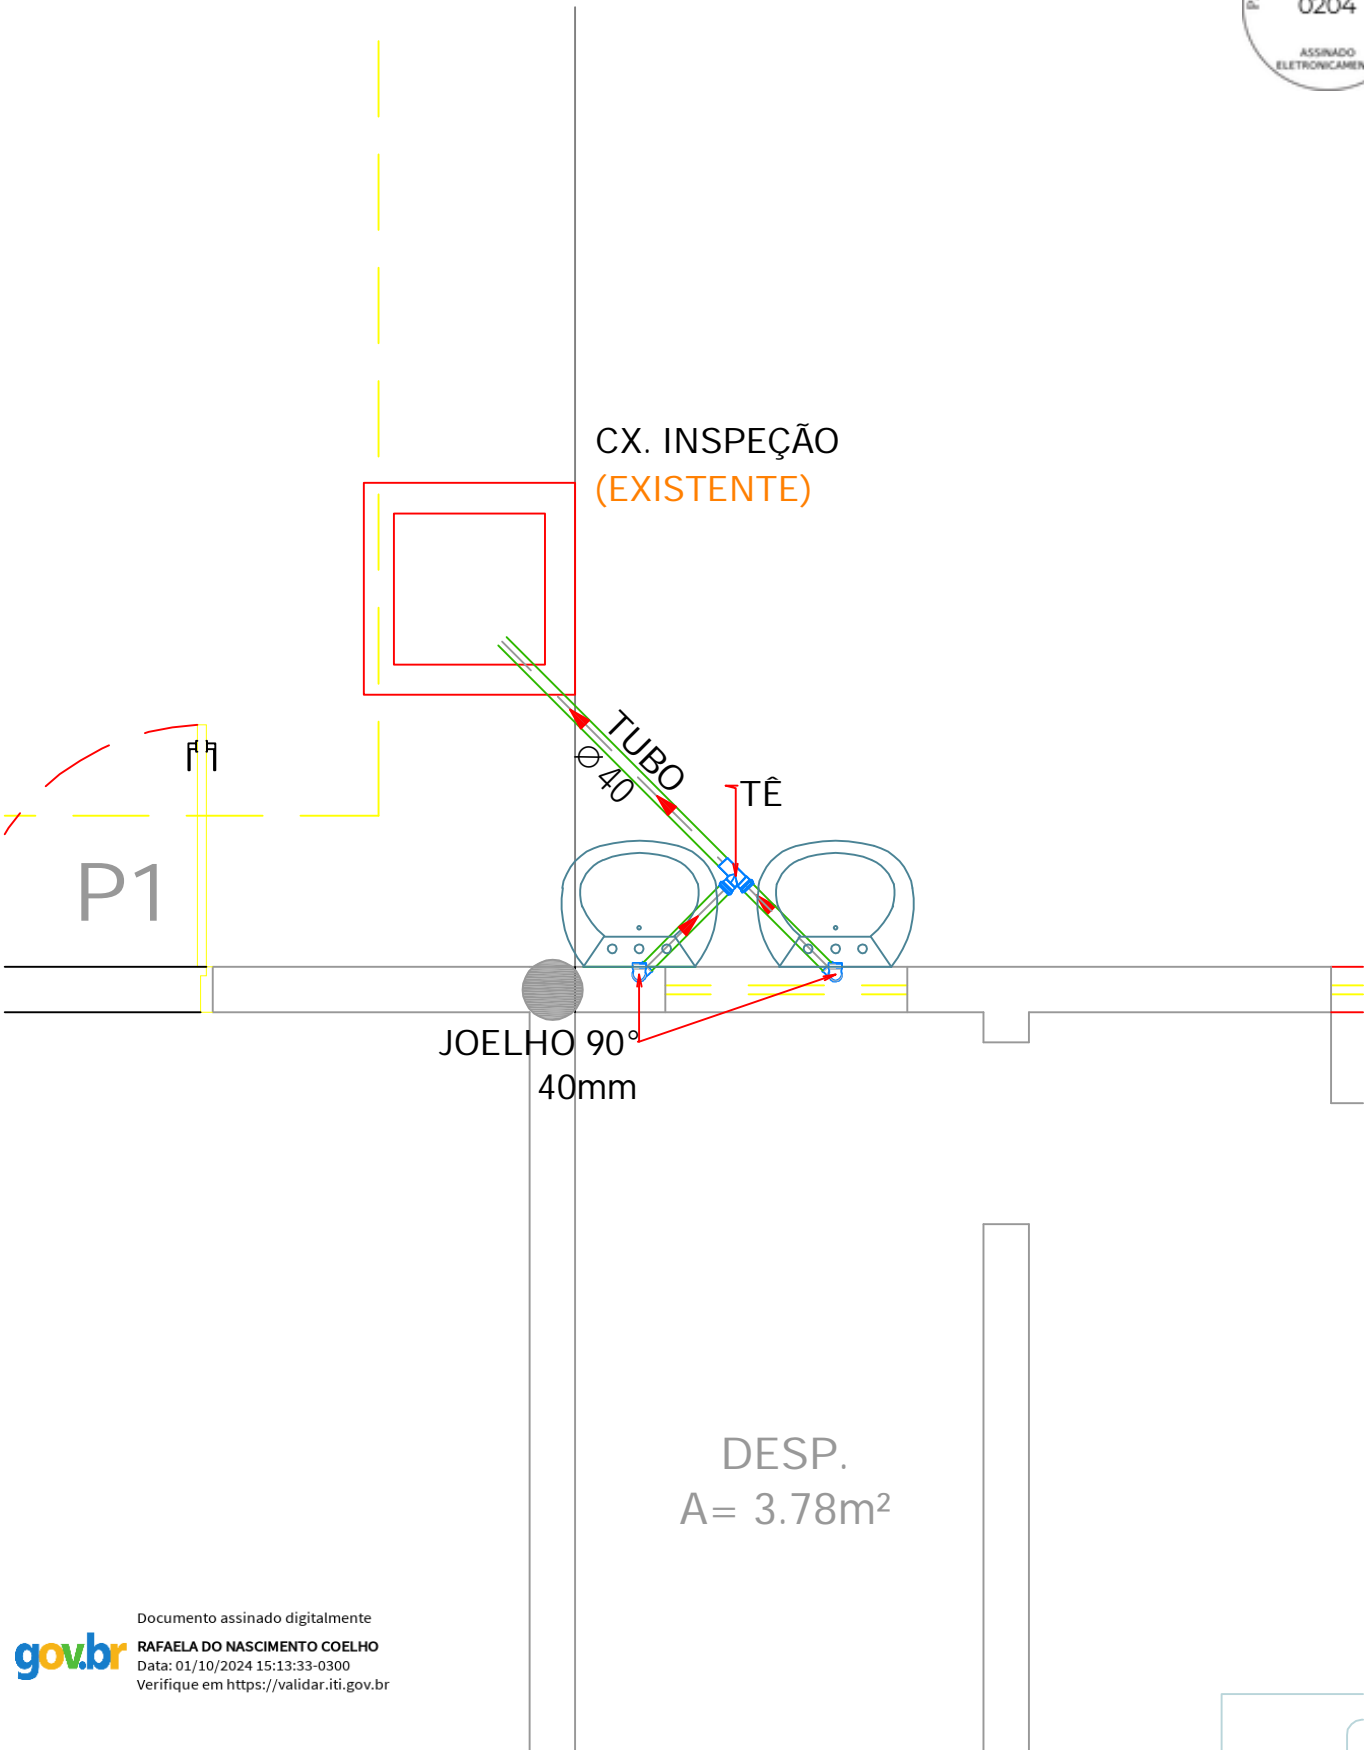 0204
ASSINADO
CX. INSPEÇÃO
(EXISTENTE)
TUBO
Ø 40
TÊ
P1
JOELHO 90°
40mm
DESP.
A= 3.78m²
gov.br
Documento assinado digitalmente
RAFAELA DO NASCIMENTO COELHO
Data: 01/10/2024 15:13:33-0300
Verifique em https://validar.iti.gov.br